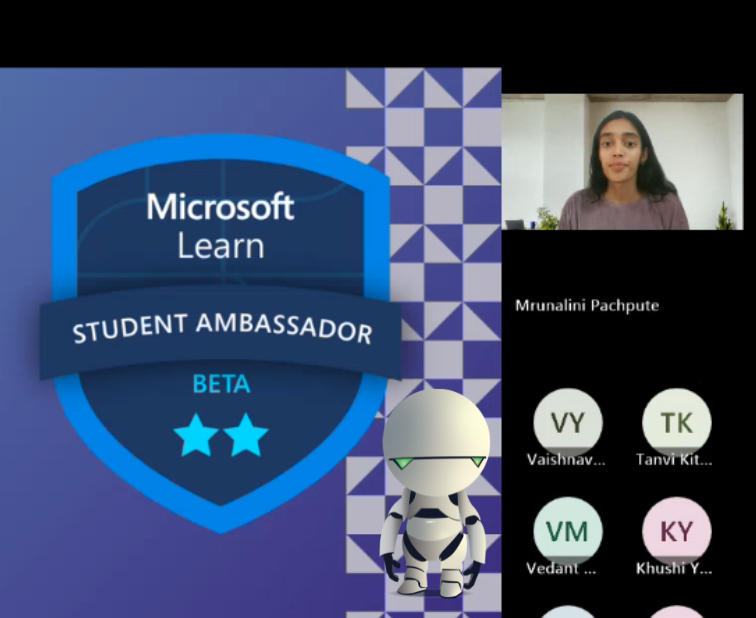 Microsoft
Learn
STUDENT AMBASSADOR
BETA
Mrunalini Pachpute
VY
TK
Vaishnav...
Tanvi Kit...
VM
KY
Vedant ...
Khushi Y...